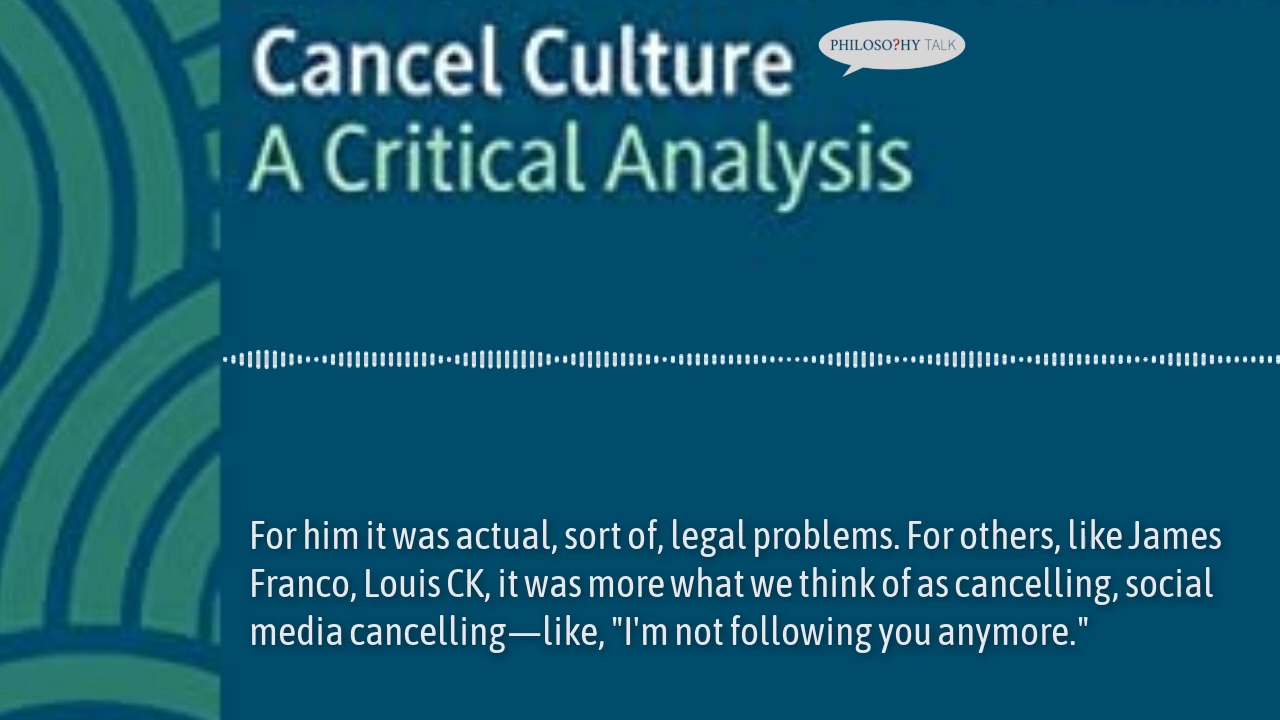 Cancel Culture
PHILOSO?HY TALK
A Critical Analysis
For him it was actual, sort of, legal problems. For others, like James
Franco, Louis CK, it was more what we think of as cancelling, social
media cancelling—like, "I'm not following you anymore."